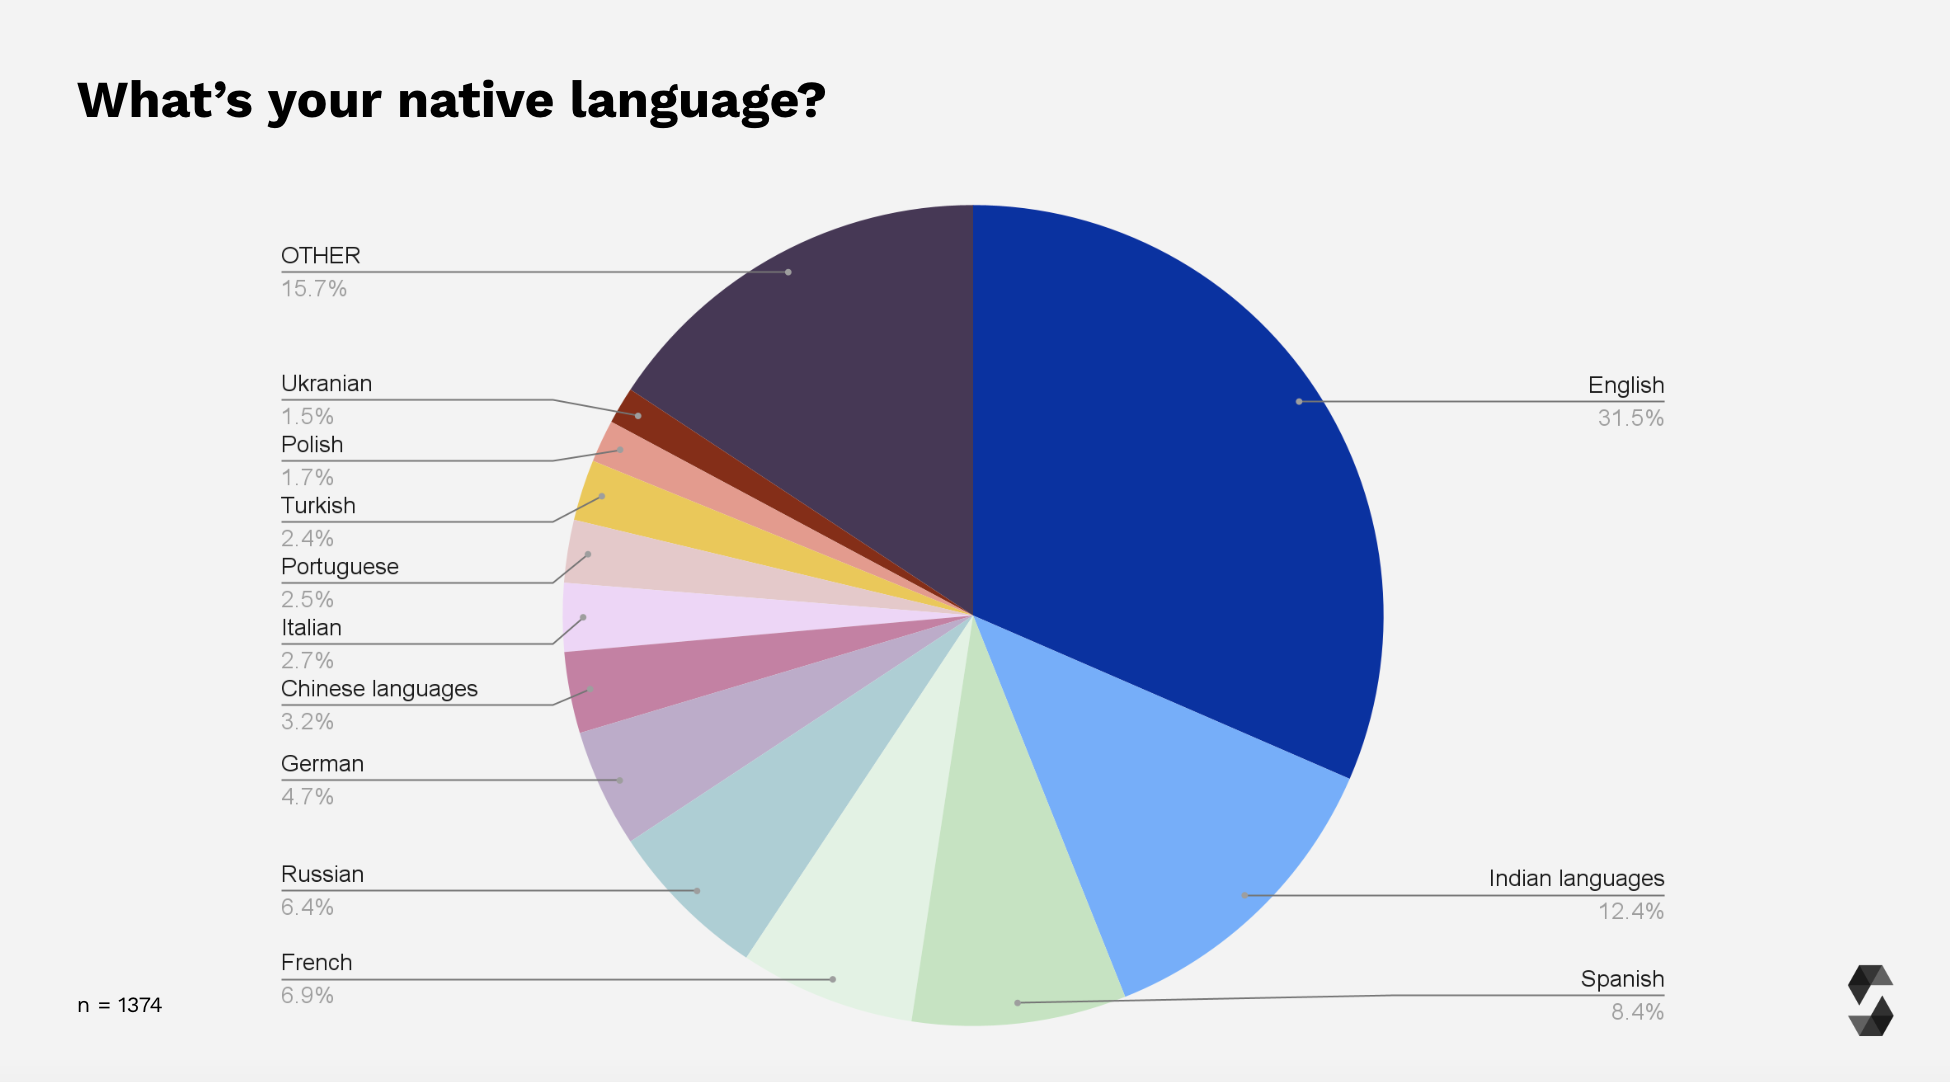 What's your native language?
OTHER
15.7%
Ukranian
1.5%
Polish
1.7%
Turkish
2.4%
Portuguese
2.5%
Italian
2.7%
Chinese languages
3.2%
German
4.7%
Russian
6.4%
French
6.9%
English
31.5%
Indian languages
12.4%
Spanish
8.4%
n = 1374